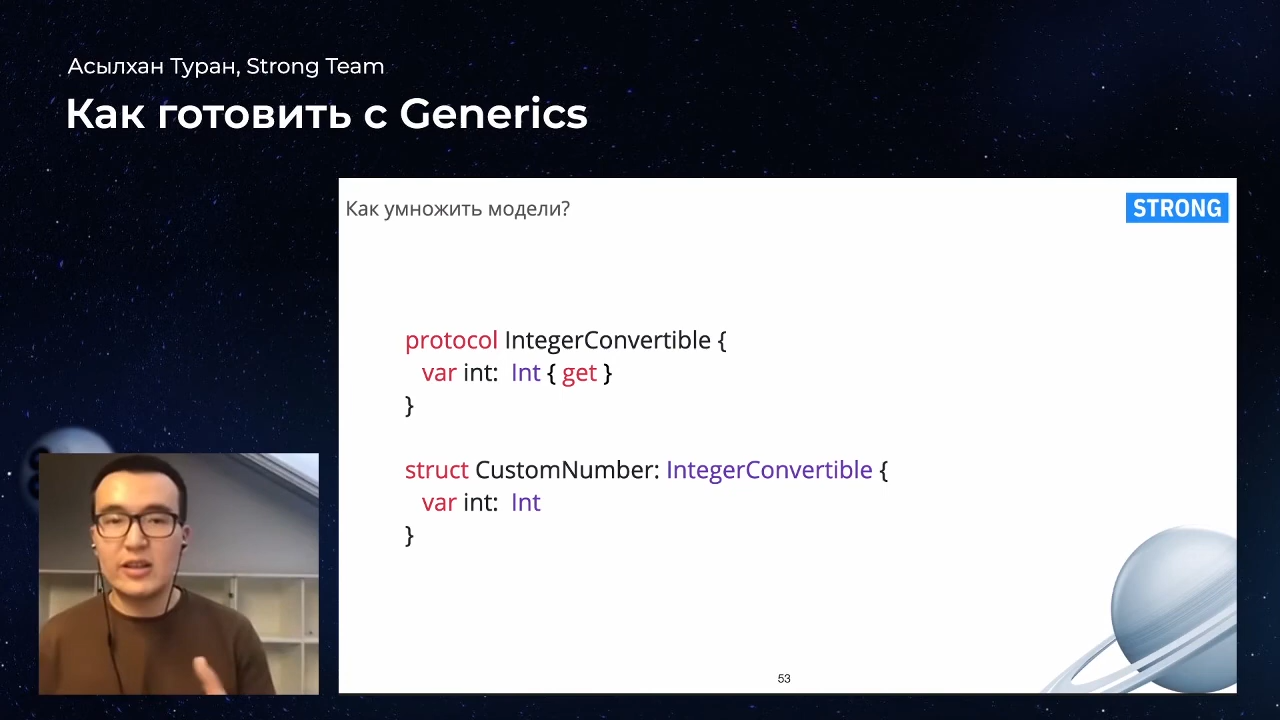 Асылхан Туран, Strong Team
Как готовить с Generics
Как умножить модели?
STRONG
protocol IntegerConvertible {
var int: Int { get }
}
struct CustomNumber: IntegerConvertible {
var int: Int
}
53